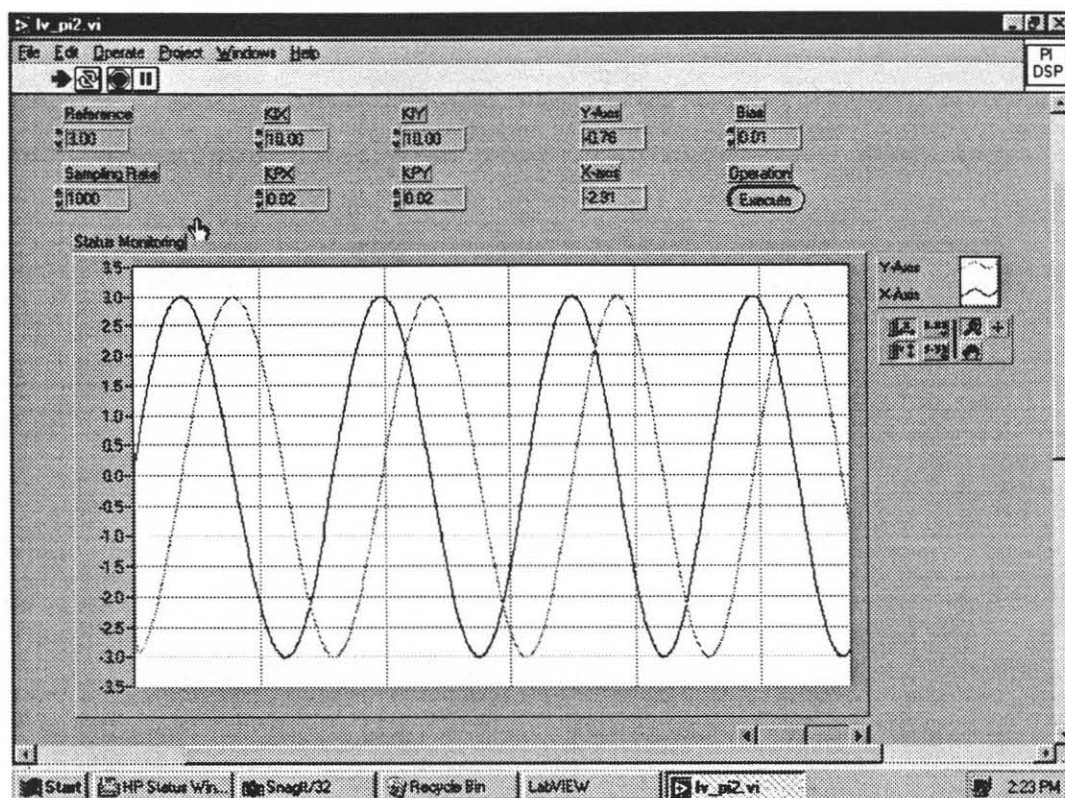 lv_pi2.vi
File Edit Operate Project Windows Help
PI
DSP
Reference KIX KIY Y-Axis Bias
3.00 10.00 10.00 -0.76 0.01
Sampling Rate KPX KPY X-axis Operation
1000 0.02 0.02 -2.91 Execute
Status Monitoring
3.5
3.0
2.5
2.0
1.5
1.0
0.5
0.0
-0.5
-1.0
-1.5
-2.0
-2.5
-3.0
-3.5
Y-Axis
X-Axis
Start HP Status Win... SnagIt/32 Recycle Bin LabVIEW lv_pi2.vi 2:23 PM